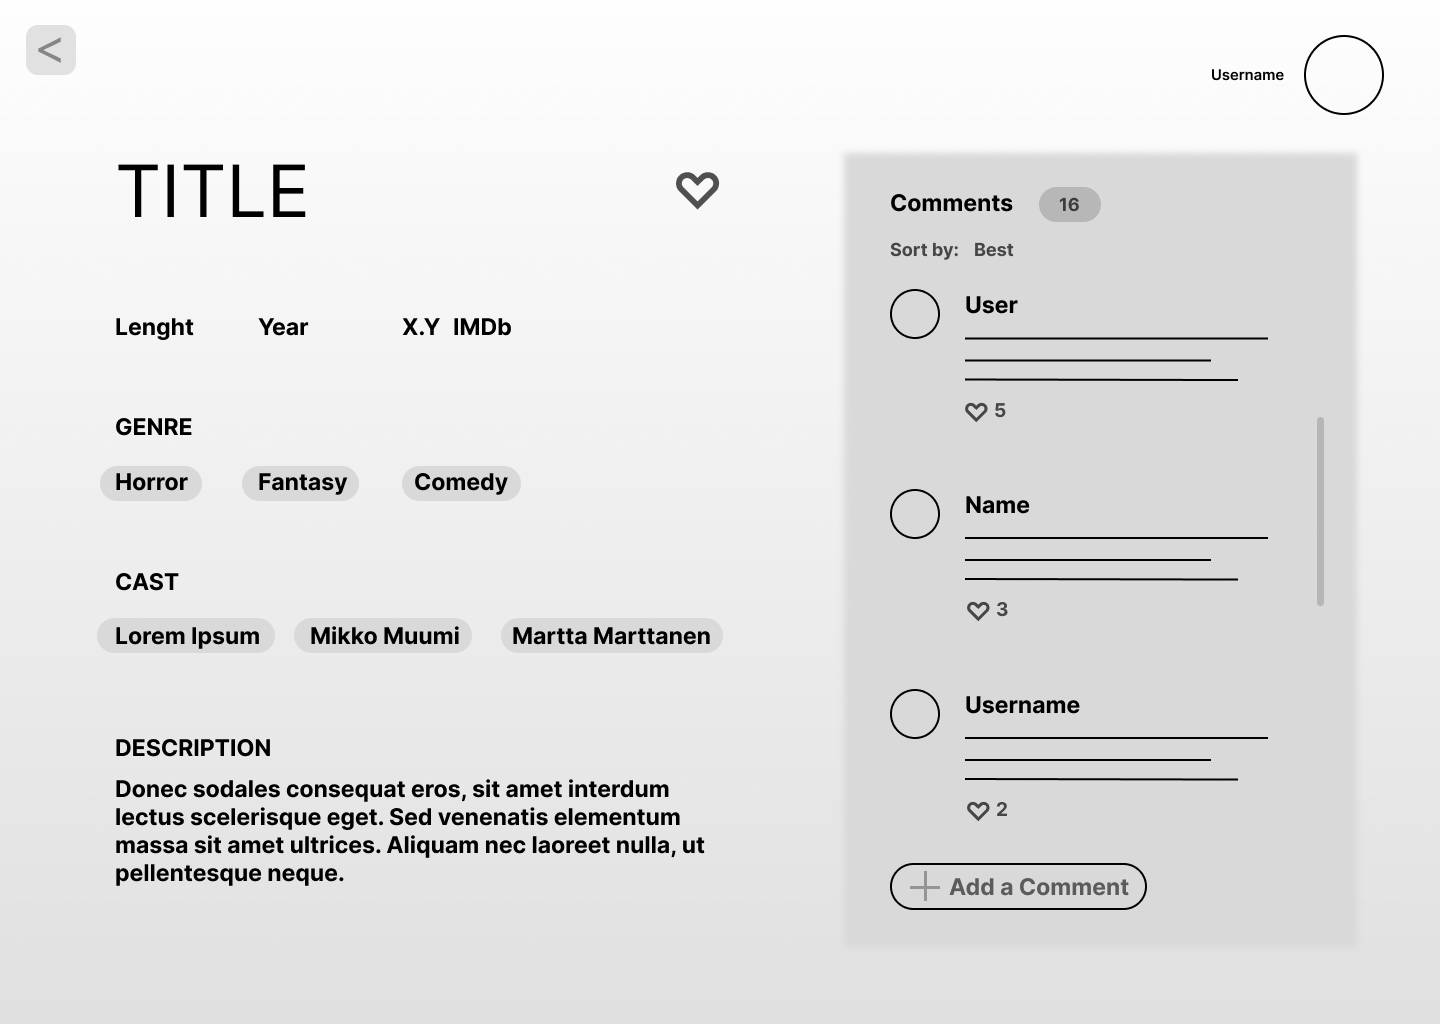 <
Username
TITLE
Lenght Year X.Y IMDb
GENRE
Horror Fantasy Comedy
CAST
Lorem Ipsum Mikko Muumi Martta Marttanen
DESCRIPTION
Donec sodales consequat eros, sit amet interdum
lectus scelerisque eget. Sed venenatis elementum
massa sit amet ultrices. Aliquam nec laoreet nulla, ut
pellentesque neque.
Comments 16
Sort by: Best
User
5
Name
3
Username
2
Add a Comment